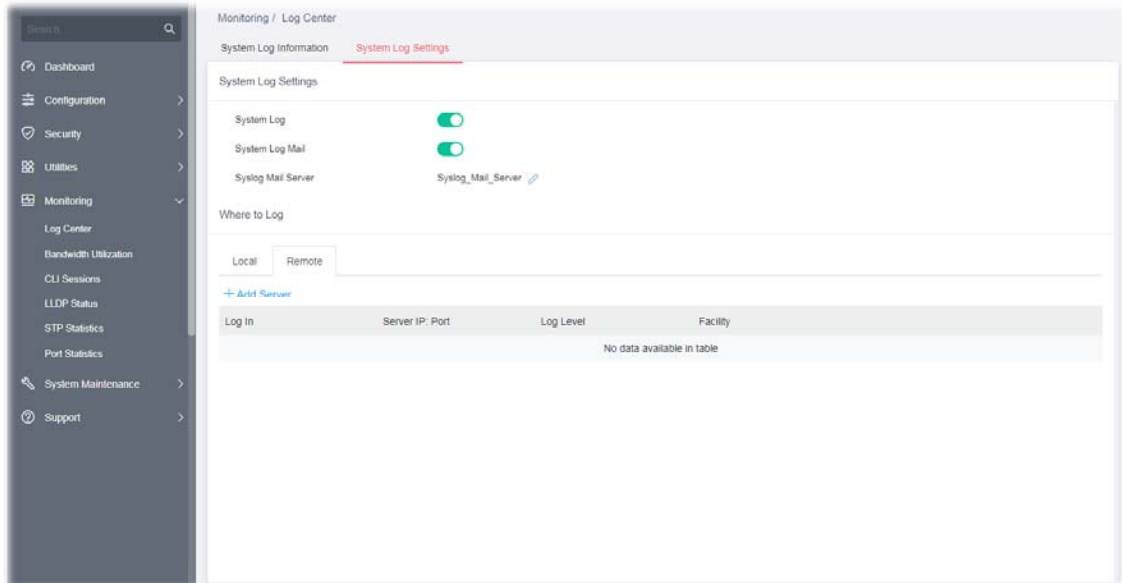 Search
Dashboard
Configuration
Security
Utilities
Monitoring
Log Center
Bandwidth Utilization
CLI Sessions
LLDP Status
STP Statistics
Port Statistics
System Maintenance
Support
Monitoring / Log Center
System Log Information System Log Settings
System Log Settings
System Log
System Log Mail
Syslog Mail Server Syslog_Mail_Server
Where to Log
Local Remote
+ Add Server
Log In Server IP: Port Log Level Facility
No data available in table